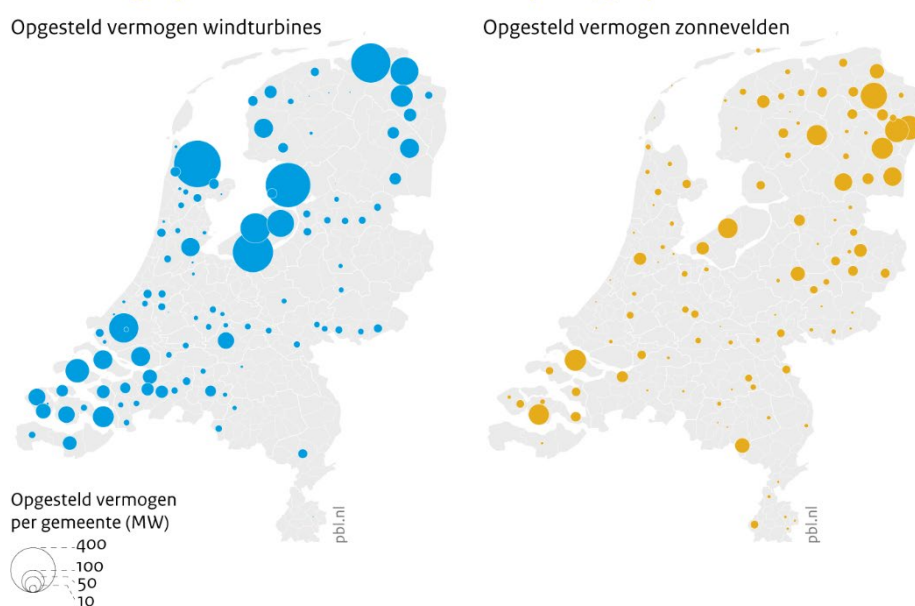 Opgesteld vermogen windturbines
Opgesteld vermogen zonnevelden
Opgesteld vermogen
per gemeente (MW)
400
100
50
10
pbl.nl
pbl.nl